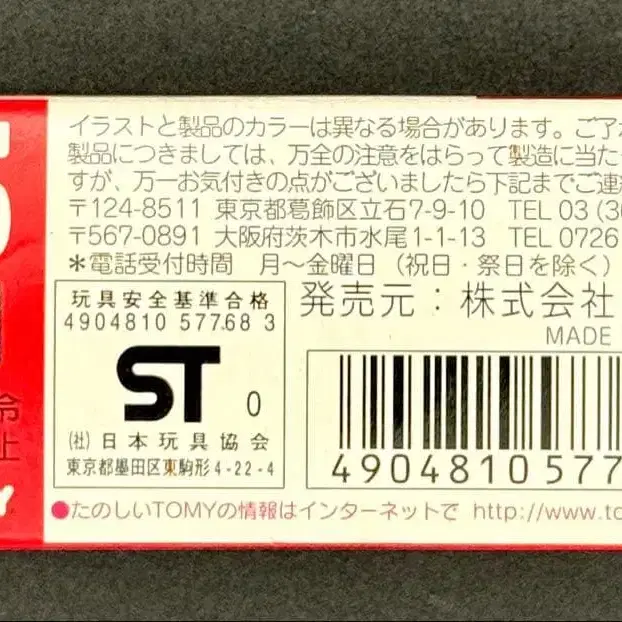 イラストと製品のカラーは異なる場合があります。ご了
製品につきましては、万全の注意をはらって製造に当た
すが、万一お気付きの点がございましたら下記までご連
〒124-8511 東京都葛飾区立石7-9-10 TEL 03 (3
〒567-0891 大阪府茨木市水尾1-1-13 TEL 0726
＊電話受付時間 月～金曜日（祝日・祭日を除く）
玩具安全基準合格
4904810 577.68 3
ST 0
(社)日本玩具協会
東京都墨田区東駒形4-22-4
発売元：株式会社
MADE
4904810 577
●たのしいTOMYの情報はインターネットで http://www.to
5
令
止
Y